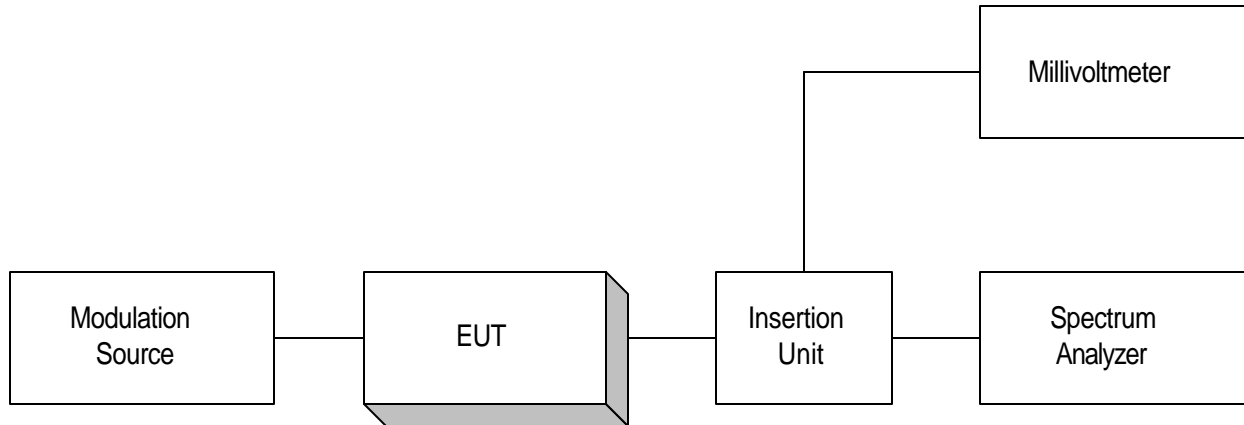 Millivoltmeter
Modulation
Source
EUT
Insertion
Unit
Spectrum
Analyzer